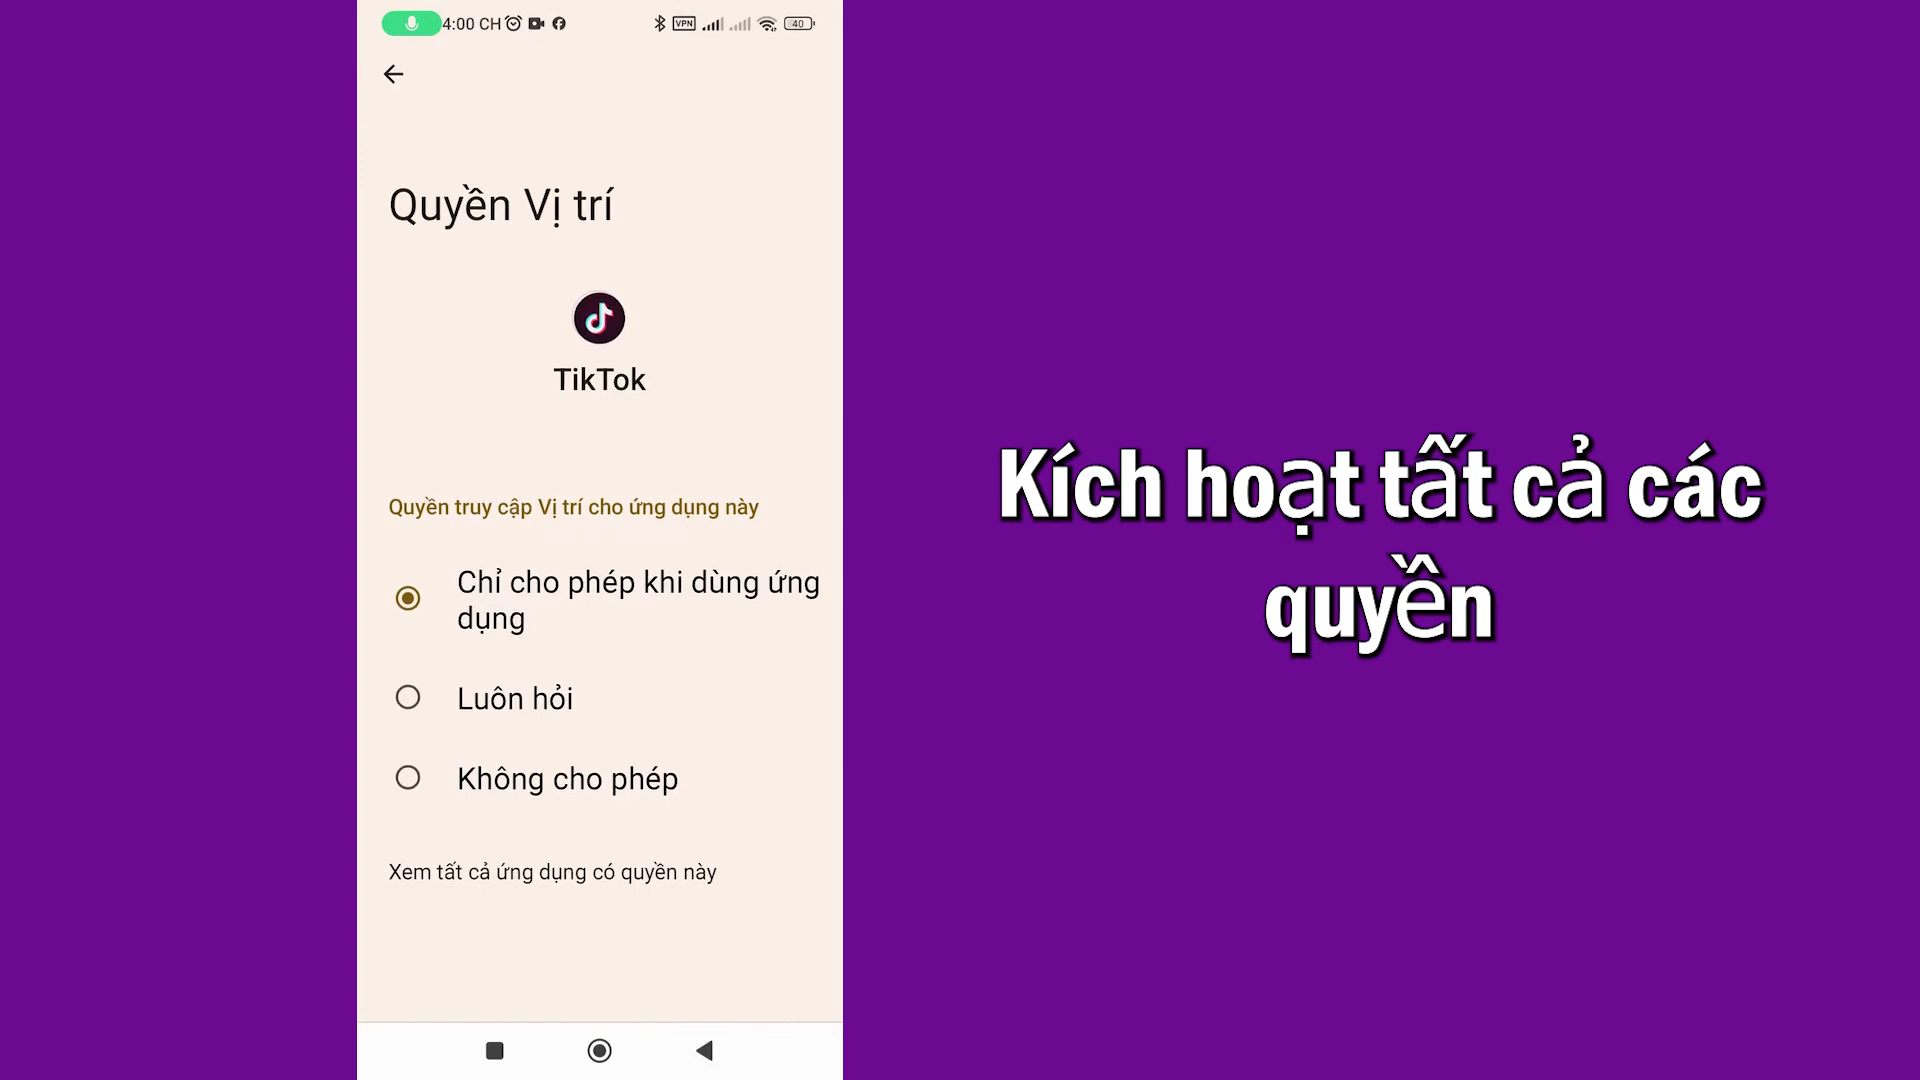 4:00 CH
VPN
40
Quyền Vị trí
TikTok
Quyền truy cập Vị trí cho ứng dụng này
Chỉ cho phép khi dùng ứng
dụng
Luôn hỏi
Không cho phép
Xem tất cả ứng dụng có quyền này
Kích hoạt tất cả các
quyền